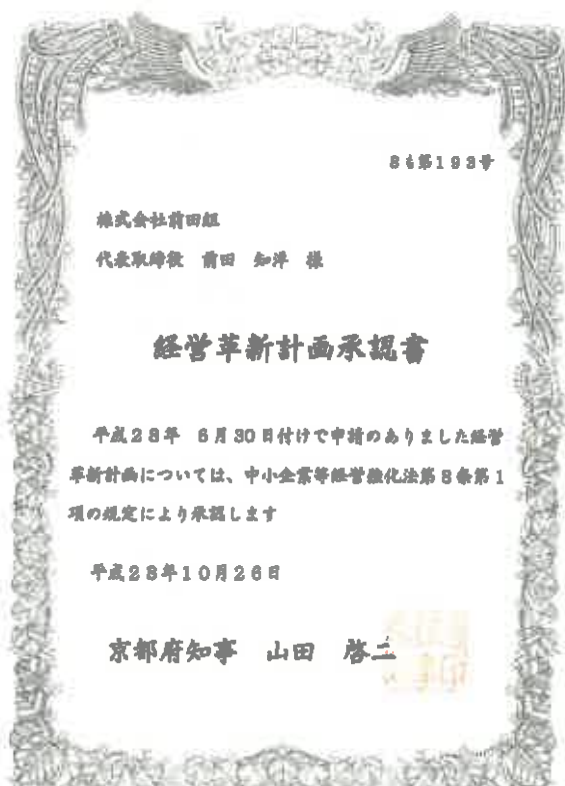 8も第193号
株式会社前田組
代表取締役 前田 知洋 様
経営革新計画承認書
平成28年 6月30日付けで申請のありました経営
革新計画については、中小企業等経営強化法第8条第1
項の規定により承認します
平成28年10月26日
京都府知事 山田 啓二